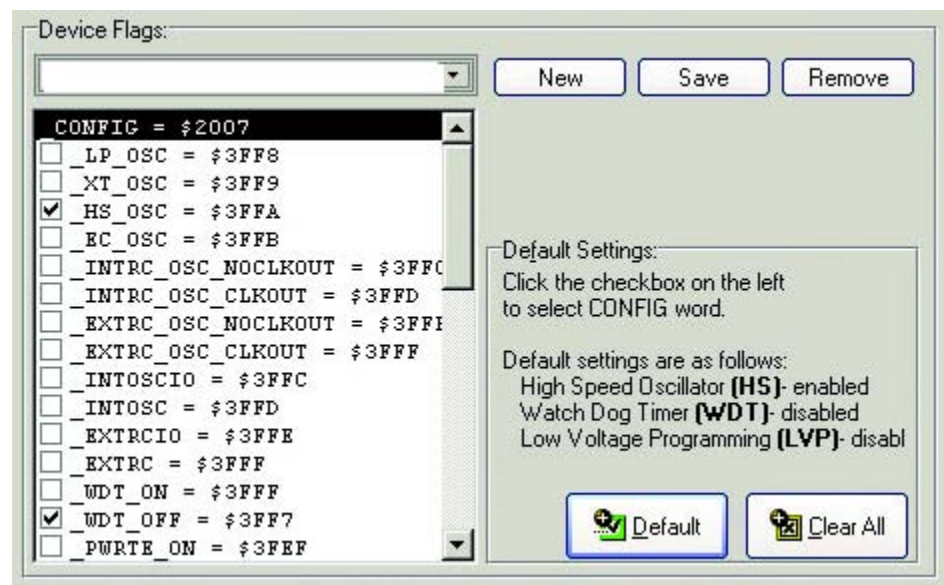 Device Flags:
New
Save
Remove
_CONFIG = $2007
_LP_OSC = $3FF8
_XT_OSC = $3FF9
_HS_OSC = $3FFA
_EC_OSC = $3FFB
_INTRC_OSC_NOCLKOUT = $3FFC
_INTRC_OSC_CLKOUT = $3FFD
_EXTRC_OSC_NOCLKOUT =
_EXTRC_OSC_CLKOUT = $3FFF
_INTOSCIO = $3FFC
_INTOSC = $3FFD
_EXTRCIO = $3FFE
_EXTRC = $3FFF
_WDT_ON = $3FFF
_WDT_OFF = $3FF7
_PWRTE_ON = $3FEF
Default Settings:
Click the checkbox on the left
to select CONFIG word.
Default settings are as follows:
High Speed Oscillator (HS)- enabled
Watch Dog Timer (WDT)- disabled
Low Voltage Programming (LVP)- disabl
Default
Clear All